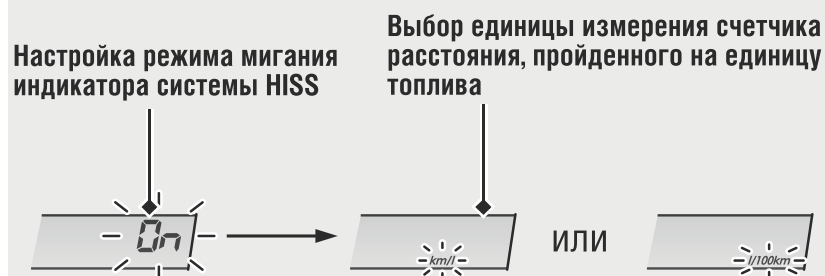 Настройка режима мигания
индикатора системы HISS
Выбор единицы измерения счетчика
расстояния, пройденного на единицу
топлива
On
km/l
ИЛИ
l/100km